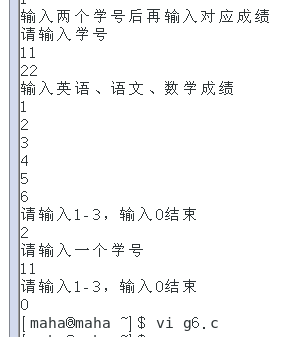 1
输入两个学号后再输入对应成绩
请输入学号
11
22
输入英语、语文、数学成绩
1
2
3
4
5
6
请输入1-3，输入0结束
2
请输入一个学号
11
请输入1-3，输入0结束
0
[maha@maha ~]$ vi g6.c